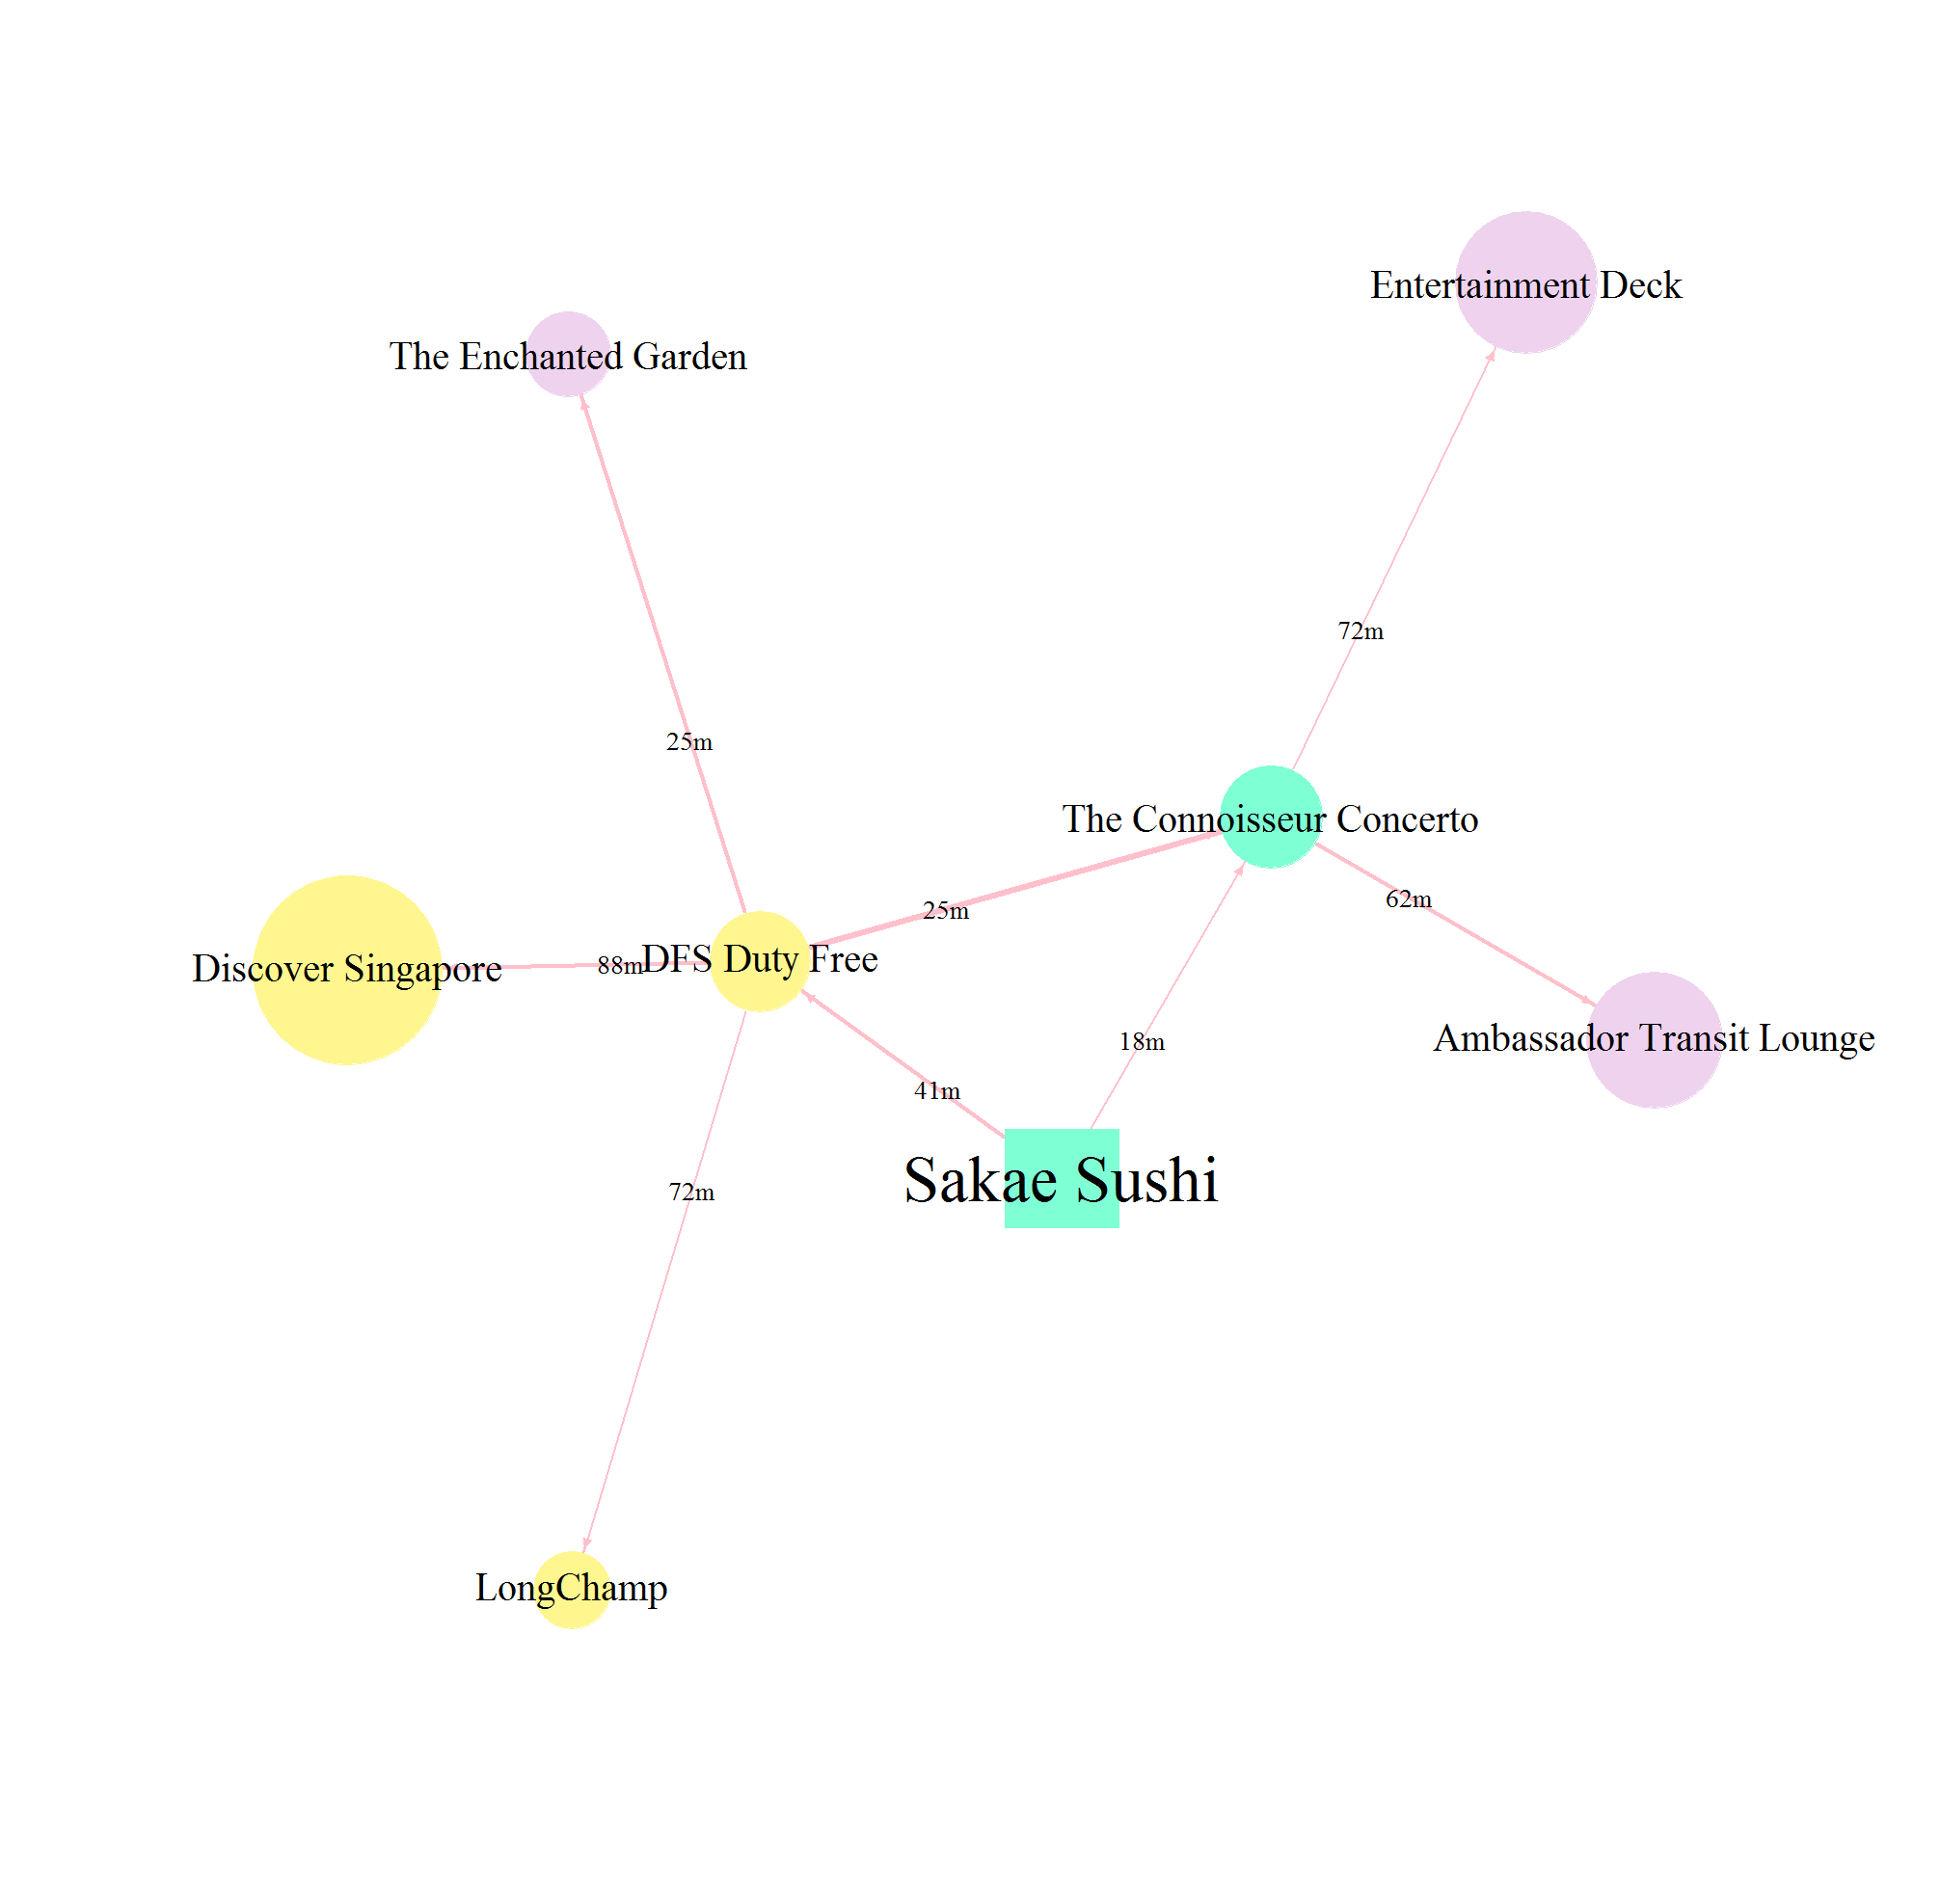 Entertainment Deck
The Enchanted Garden
72m
25m
The Connoisseur Concerto
62m
25m
Discover Singapore
88m
DFS Duty Free
Ambassador Transit Lounge
18m
41m
Sakae Sushi
72m
LongChamp